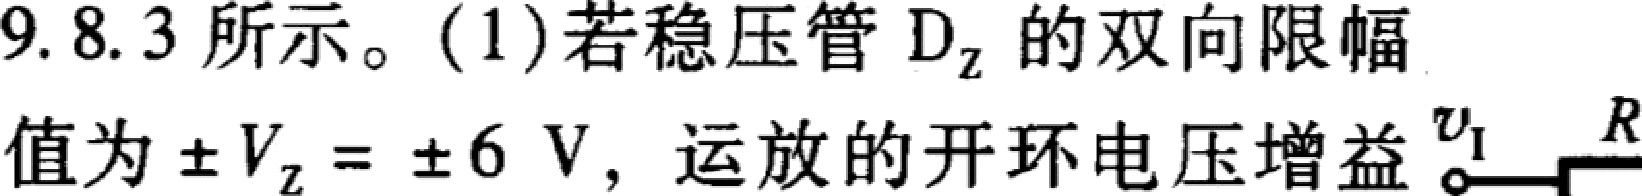 9.8.3 所示。(1)若稳压管 D_Z 的双向限幅
值为 ±V_Z = ±6 V, 运放的开环电压增益
v_I R